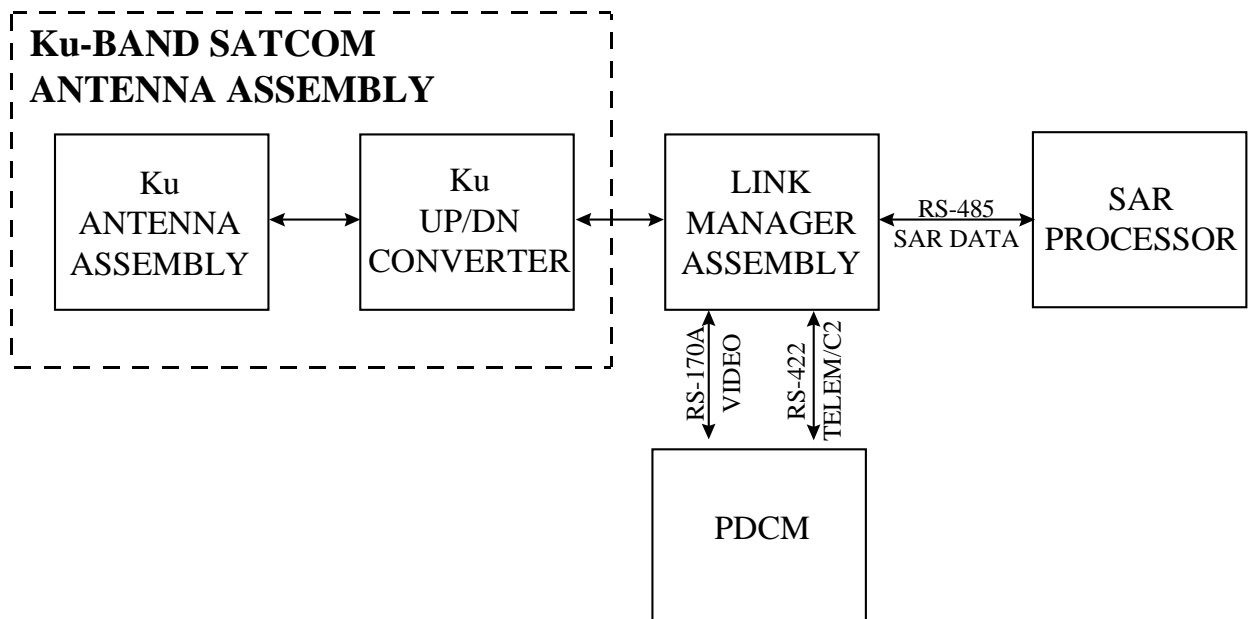 Ku-BAND SATCOM
ANTENNA ASSEMBLY
Ku
ANTENNA
ASSEMBLY
Ku
UP/DN
CONVERTER
LINK
MANAGER
ASSEMBLY
RS-485
SAR DATA
SAR
PROCESSOR
RS-170A
VIDEO
RS-422
TELEM/C2
PDCM